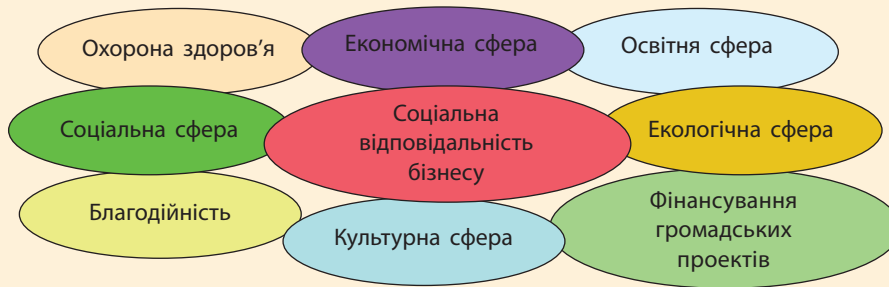 Охорона здоров'я
Економічна сфера
Освітня сфера
Соціальна сфера
Соціальна
відповідальність
бізнесу
Екологічна сфера
Благодійність
Культурна сфера
Фінансування
громадських
проектів